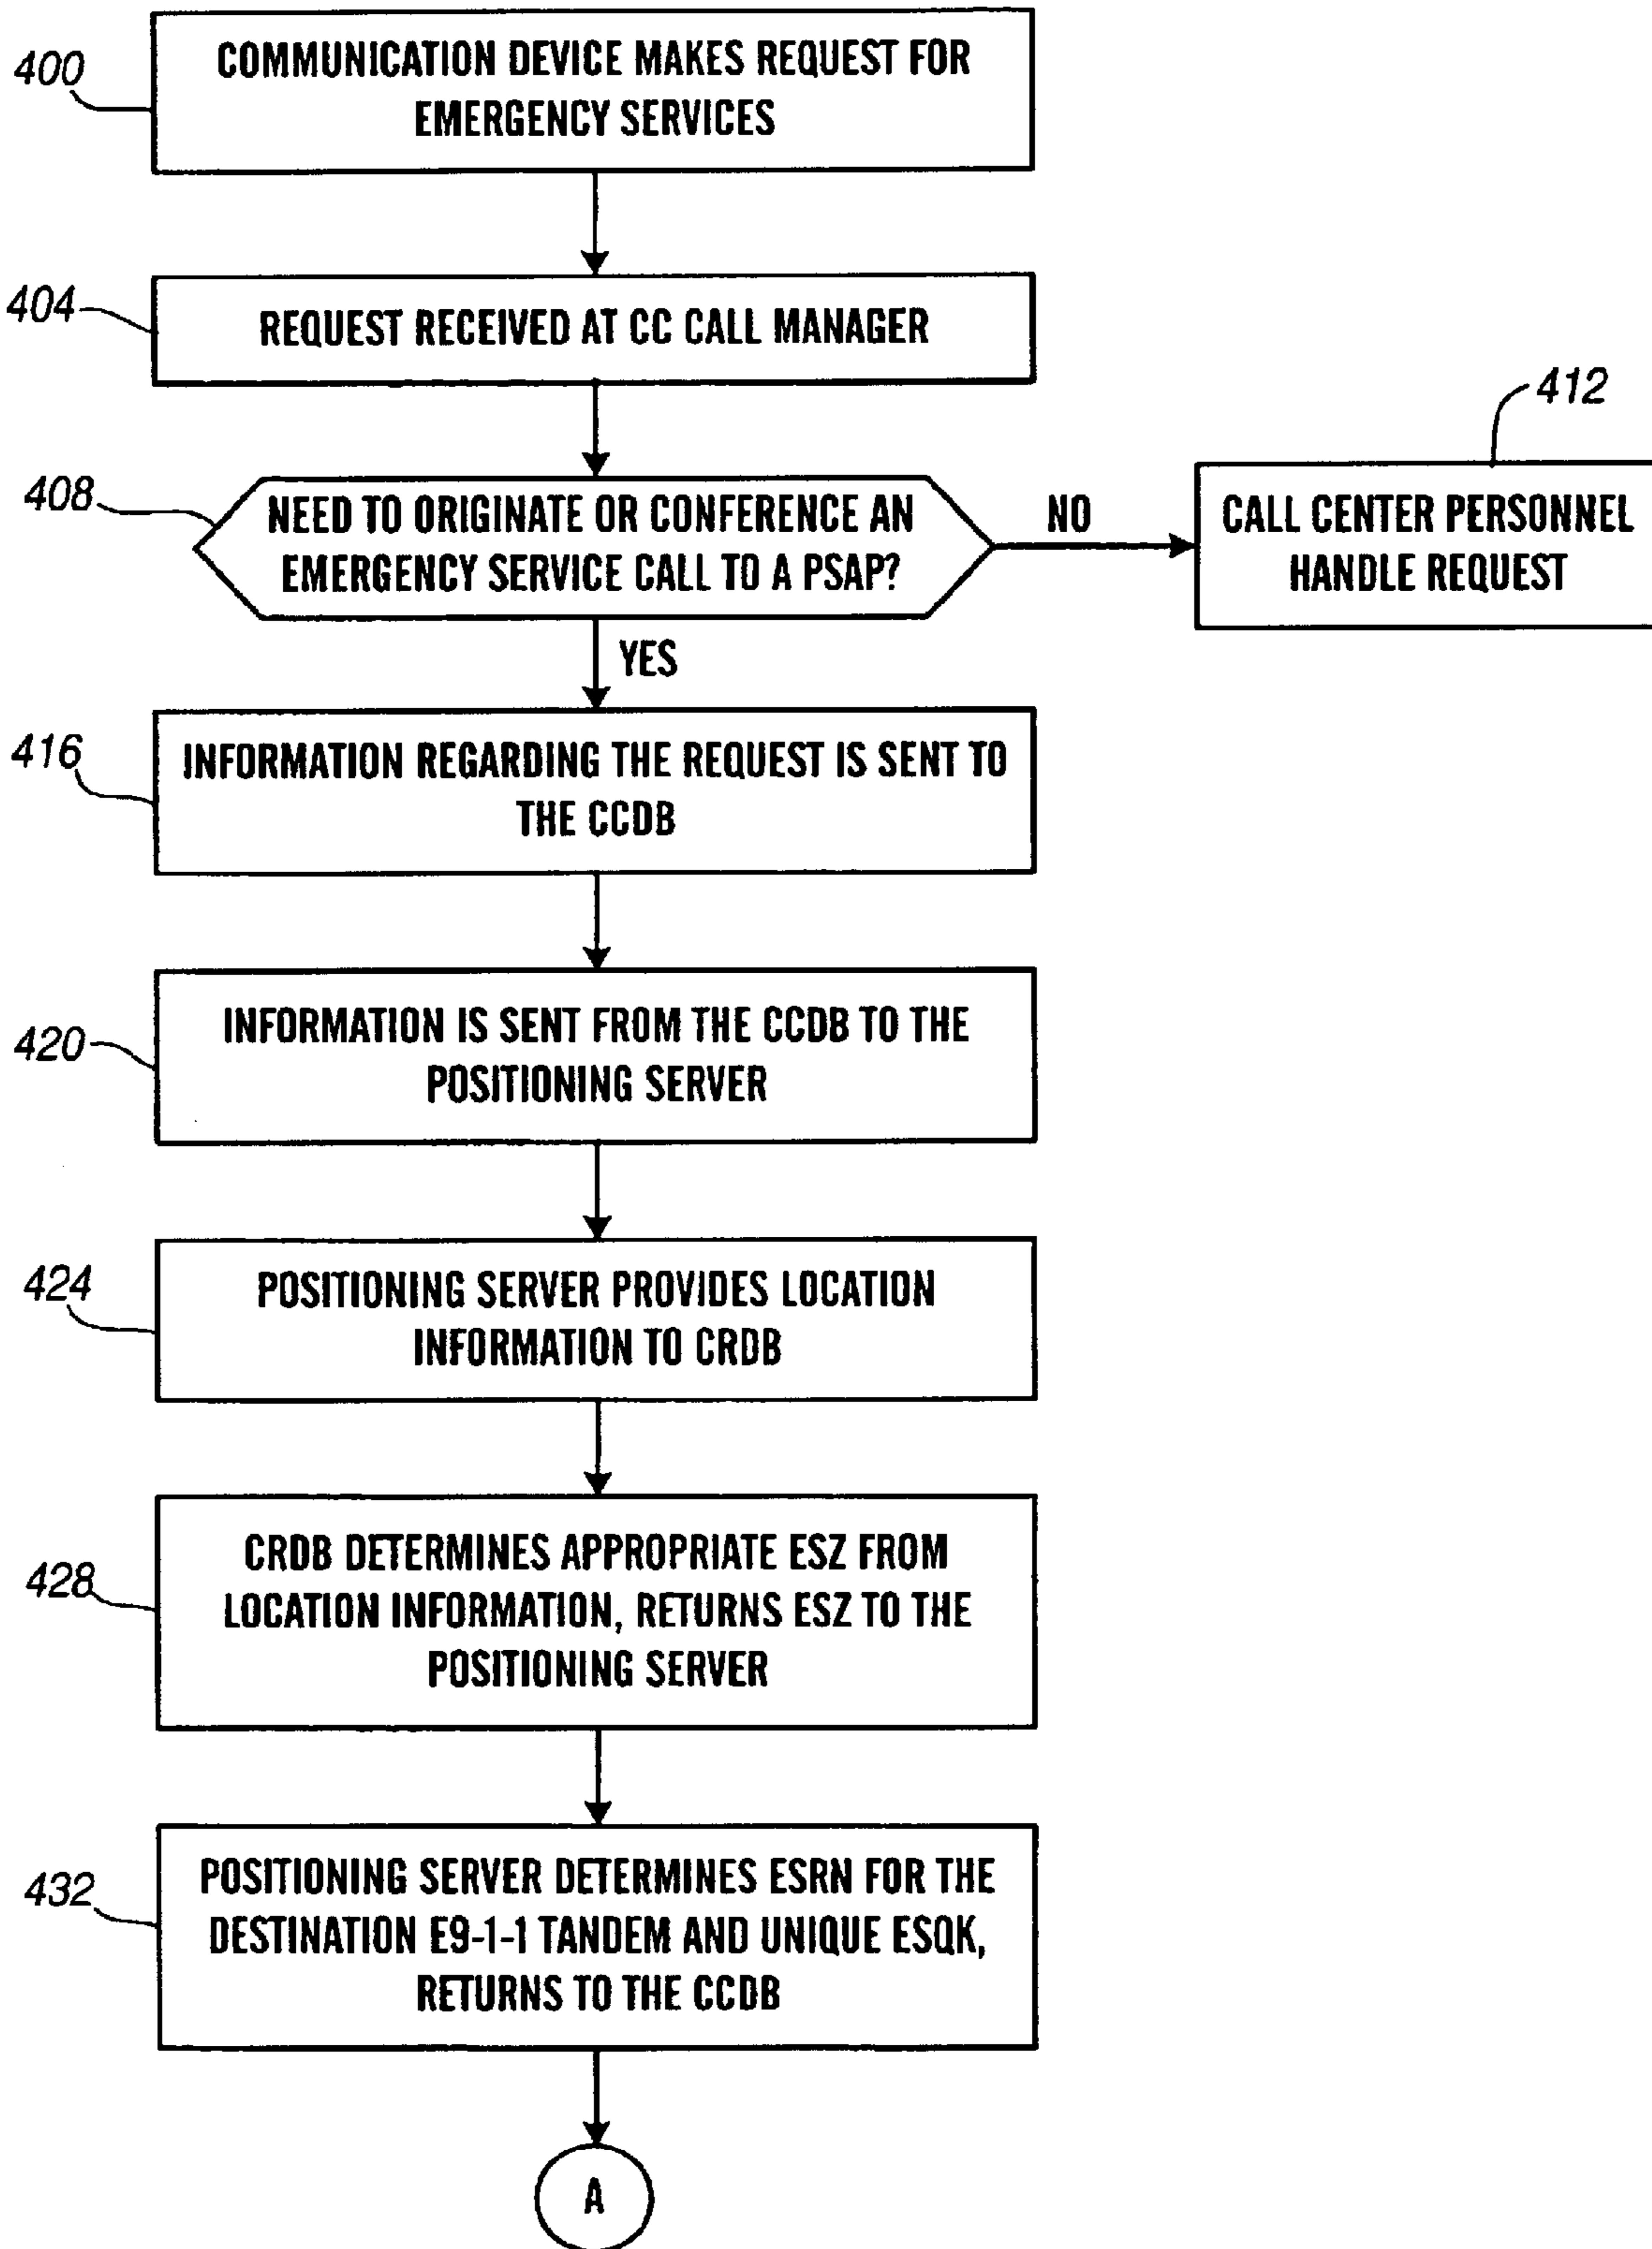 400
COMMUNICATION DEVICE MAKES REQUEST FOR
EMERGENCY SERVICES
404
REQUEST RECEIVED AT CC CALL MANAGER
408
NEED TO ORIGINATE OR CONFERENCE AN
EMERGENCY SERVICE CALL TO A PSAP?
NO
412
CALL CENTER PERSONNEL
HANDLE REQUEST
YES
416
INFORMATION REGARDING THE REQUEST IS SENT TO
THE CCDB
420
INFORMATION IS SENT FROM THE CCDB TO THE
POSITIONING SERVER
424
POSITIONING SERVER PROVIDES LOCATION
INFORMATION TO CRDB
428
CRDB DETERMINES APPROPRIATE ESZ FROM
LOCATION INFORMATION, RETURNS ESZ TO THE
POSITIONING SERVER
432
POSITIONING SERVER DETERMINES ESRN FOR THE
DESTINATION E9-1-1 TANDEM AND UNIQUE ESQK,
RETURNS TO THE CCDB
A